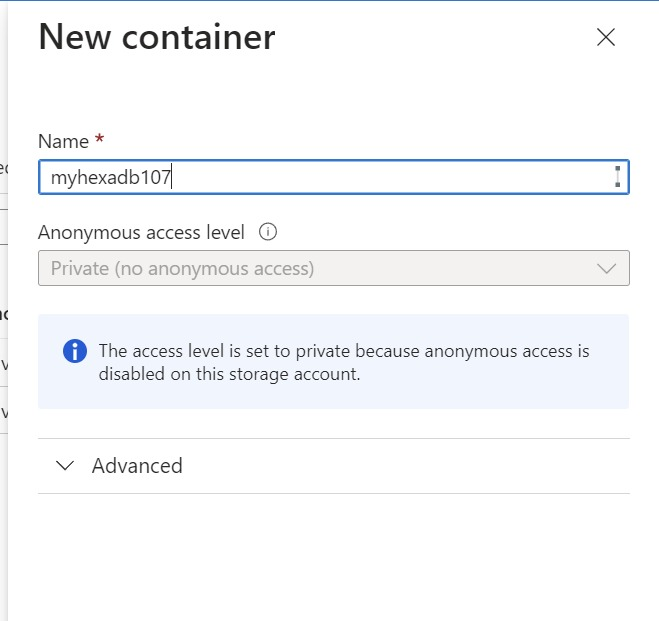 New container
Name *
myhexadb107
Anonymous access level
Private (no anonymous access)
The access level is set to private because anonymous access is
disabled on this storage account.
Advanced